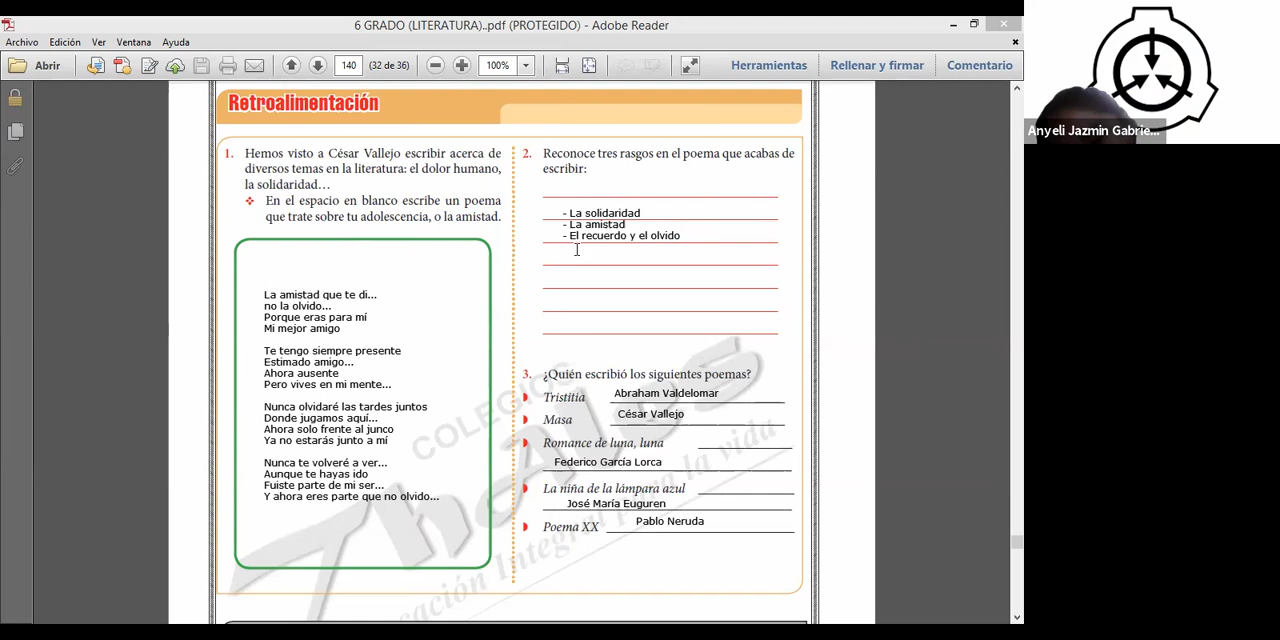 6 GRADO (LITERATURA)..pdf (PROTEGIDO) - Adobe Reader
Archivo Edición Ver Ventana Ayuda
Abrir
140 (32 de 36)
100%
Herramientas Rellenar y firmar Comentario
Anyeli Jazmin Gabrie...
Retroalimentación
1. Hemos visto a César Vallejo escribir acerca de
diversos temas en la literatura: el dolor humano,
la solidaridad…
En el espacio en blanco escribe un poema
que trate sobre tu adolescencia, o la amistad.
La amistad que te di...
no la olvido...
Porque eras para mí
Mi mejor amigo
Te tengo siempre presente
Estimado amigo...
Ahora ausente
Pero vives en mi mente...
Nunca olvidaré las tardes juntos
Donde jugamos aquí...
Ahora solo frente al junco
Ya no estarás junto a mí
Nunca te volveré a ver...
Aunque te hayas ido
Fuiste parte de mi ser...
Y ahora eres parte que no olvido...
2. Reconoce tres rasgos en el poema que acabas de
escribir:
- La solidaridad
- La amistad
- El recuerdo y el olvido
3. ¿Quién escribió los siguientes poemas?
Tristitia Abraham Valdelomar
Masa César Vallejo
Romance de luna, luna
Federico García Lorca
La niña de la lámpara azul
José María Euguren
Poema XX Pablo Neruda
COLEGIOS
Thales
cación Integral para la vida